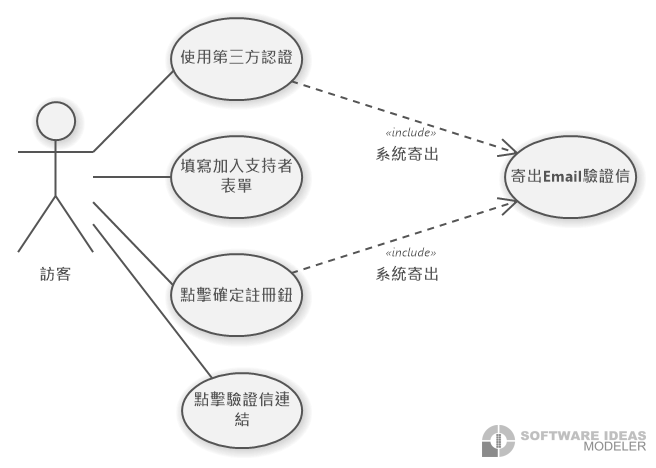 使用第三方認證
«include»
系統寄出
填寫加入支持者
表單
寄出Email驗證信
訪客
«include»
系統寄出
點擊確定註冊鈕
點擊驗證信連
結
SOFTWARE IDEAS
MODELER